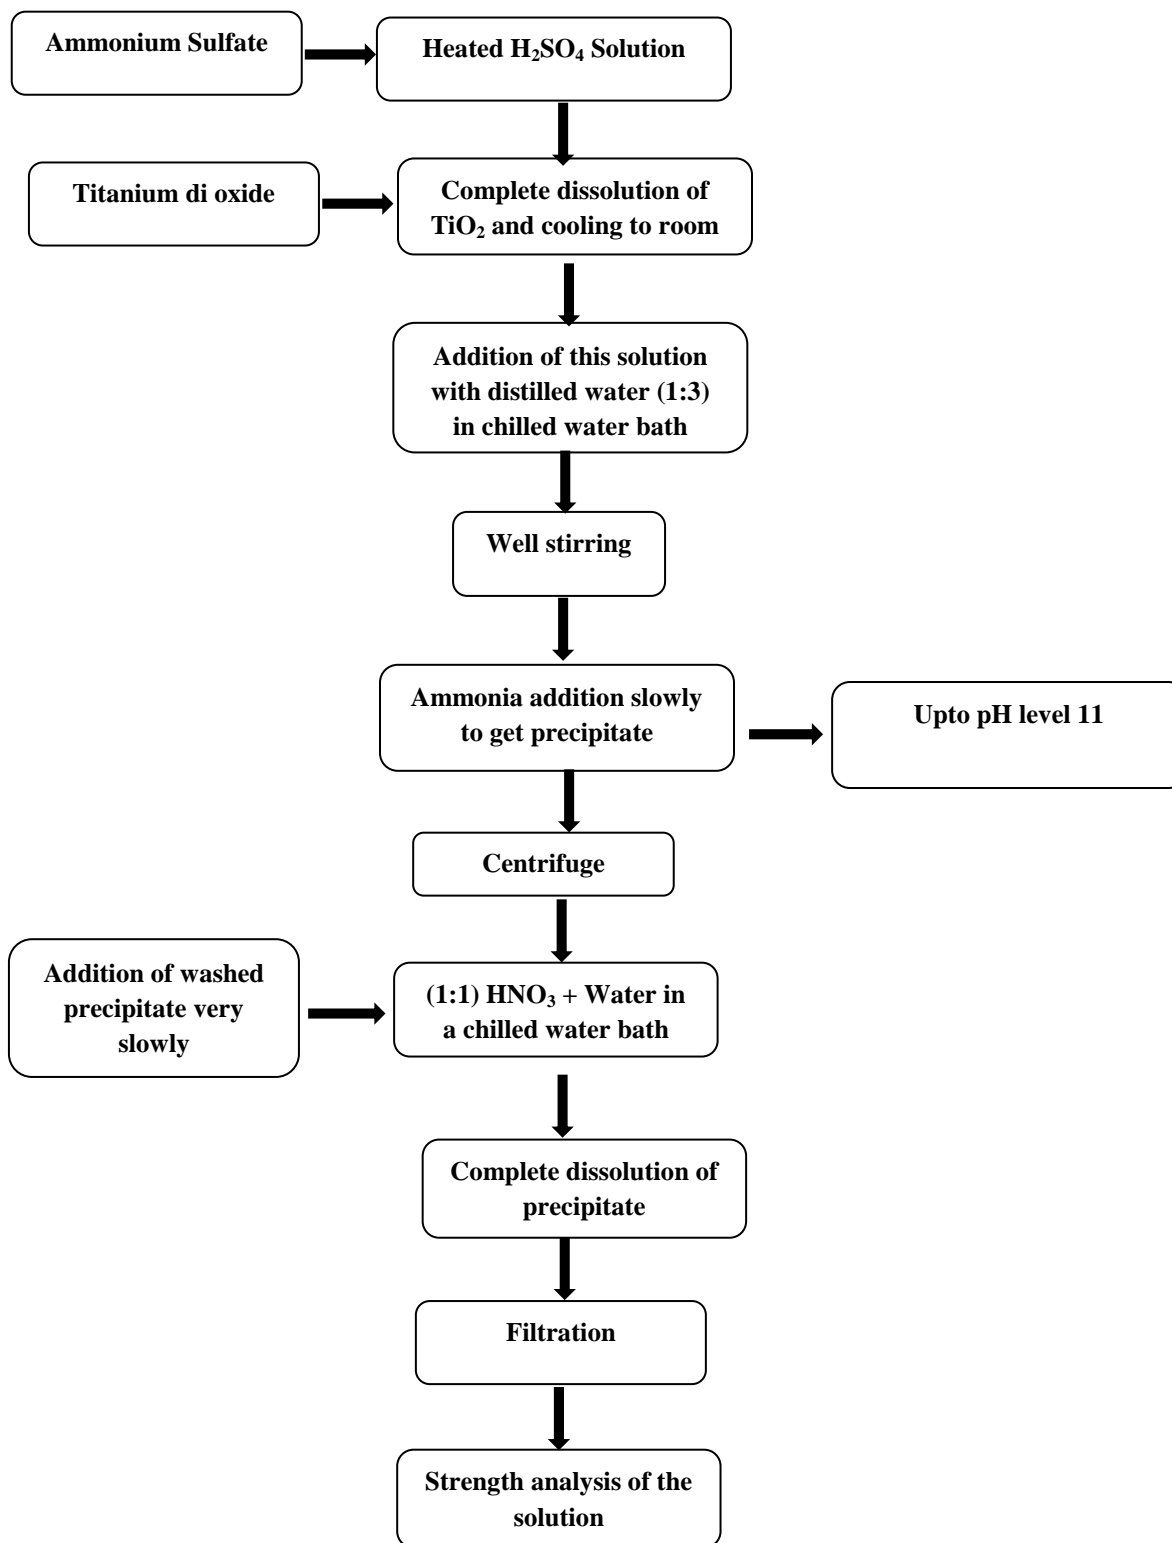 Ammonium Sulfate
Heated H₂SO₄ Solution
Titanium di oxide
Complete dissolution of
TiO₂ and cooling to room
Addition of this solution
with distilled water (1:3)
in chilled water bath
Well stirring
Ammonia addition slowly
to get precipitate
Upto pH level 11
Centrifuge
Addition of washed
precipitate very
slowly
(1:1) HNO₃ + Water in
a chilled water bath
Complete dissolution of
precipitate
Filtration
Strength analysis of the
solution